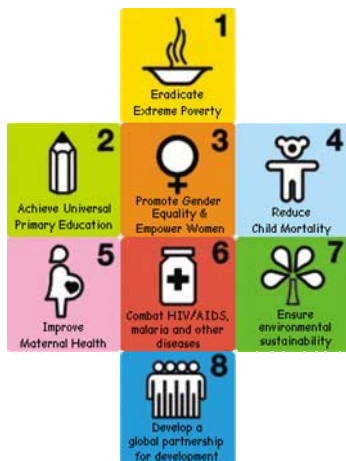 1
Eradicate
Extreme Poverty
2
Achieve Universal
Primary Education
3
Promote Gender
Equality &
Empower Women
4
Reduce
Child Mortality
5
Improve
Maternal Health
6
Combat HIV/AIDS,
malaria and other
diseases
7
Ensure
environmental
sustainability
8
Develop a
global partnership
for development